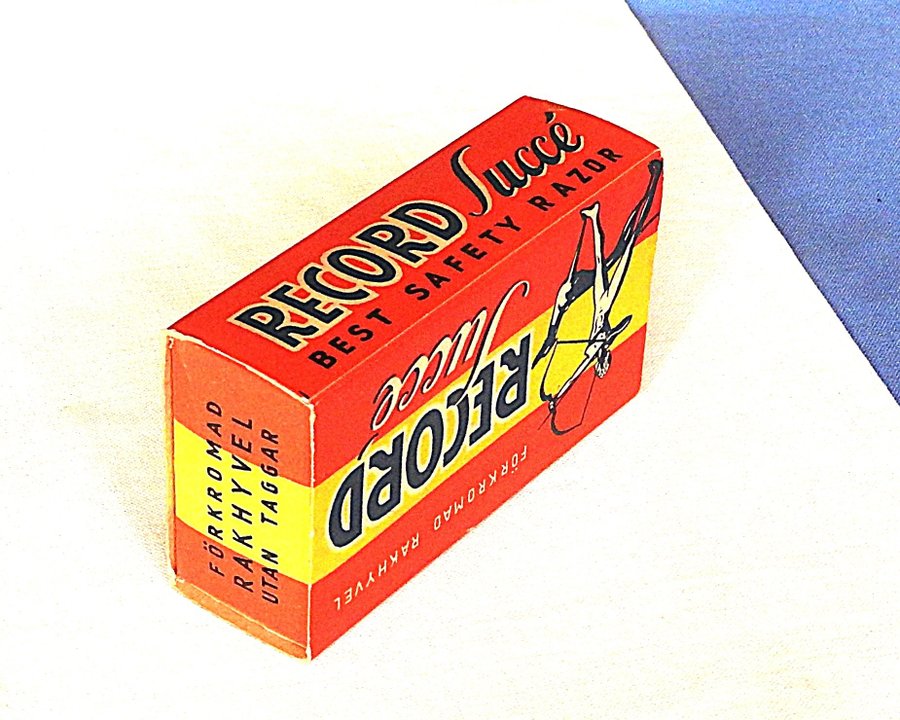 RECORD Succé
BEST SAFETY RAZOR
RECORD
Succé
FÖRKROMAD RAKHYVEL
FÖRKROMAD
RAKHYVEL
UTAN TAGGAR